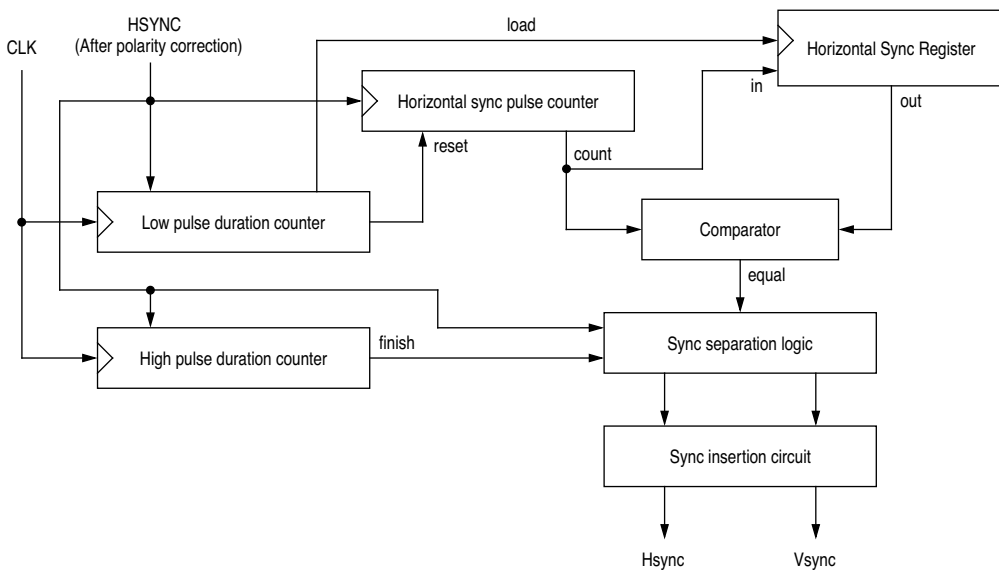 HSYNC
(After polarity correction)
CLK
load
Horizontal Sync Register
in
out
Horizontal sync pulse counter
reset
count
Low pulse duration counter
Comparator
equal
High pulse duration counter
finish
Sync separation logic
Sync insertion circuit
Hsync
Vsync